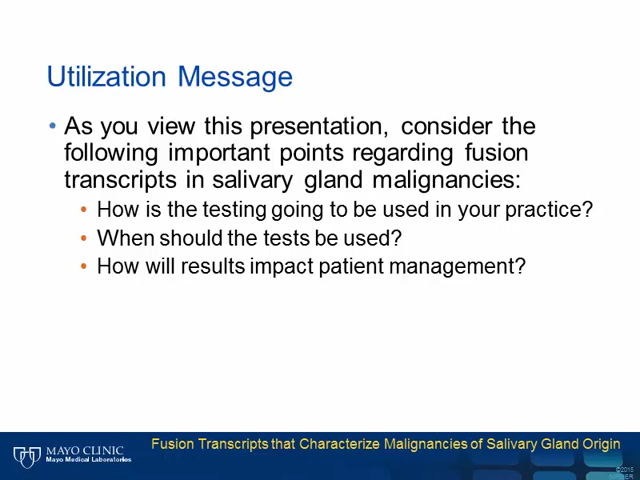 Utilization Message
• As you view this presentation, consider the
following important points regarding fusion
transcripts in salivary gland malignancies:
• How is the testing going to be used in your practice?
• When should the tests be used?
• How will results impact patient management?
Fusion Transcripts that Characterize Malignancies of Salivary Gland Origin
MAYO CLINIC
Mayo Medical Laboratories